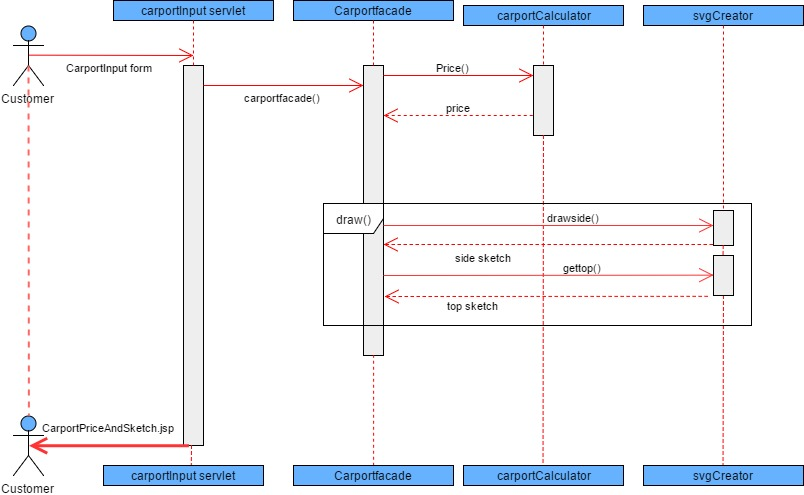 carportInput servlet
Carportfacade
carportCalculator
svgCreator
CarportInput form
Customer
Price()
carportfacade()
price
draw()
drawside()
side sketch
gettop()
top sketch
CarportPriceAndSketch.jsp
Customer
carportInput servlet
Carportfacade
carportCalculator
svgCreator